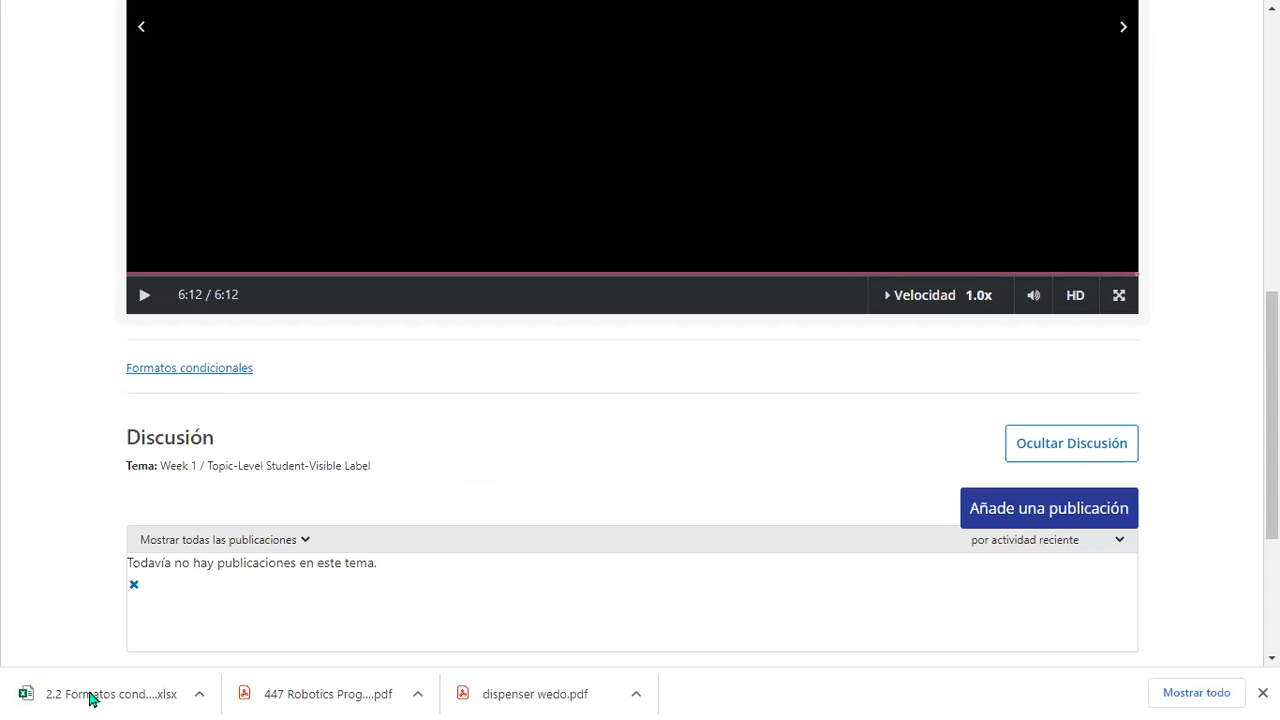 6:12 / 6:12
Velocidad 1.0x
HD
Formatos condicionales
Discusión
Ocultar Discusión
Tema: Week 1 / Topic-Level Student-Visible Label
Añade una publicación
Mostrar todas las publicaciones
por actividad reciente
Todavía no hay publicaciones en este tema.
2.2 Formatos cond....xlsx
447 Robotics Prog....pdf
dispenser wedo.pdf
Mostrar todo